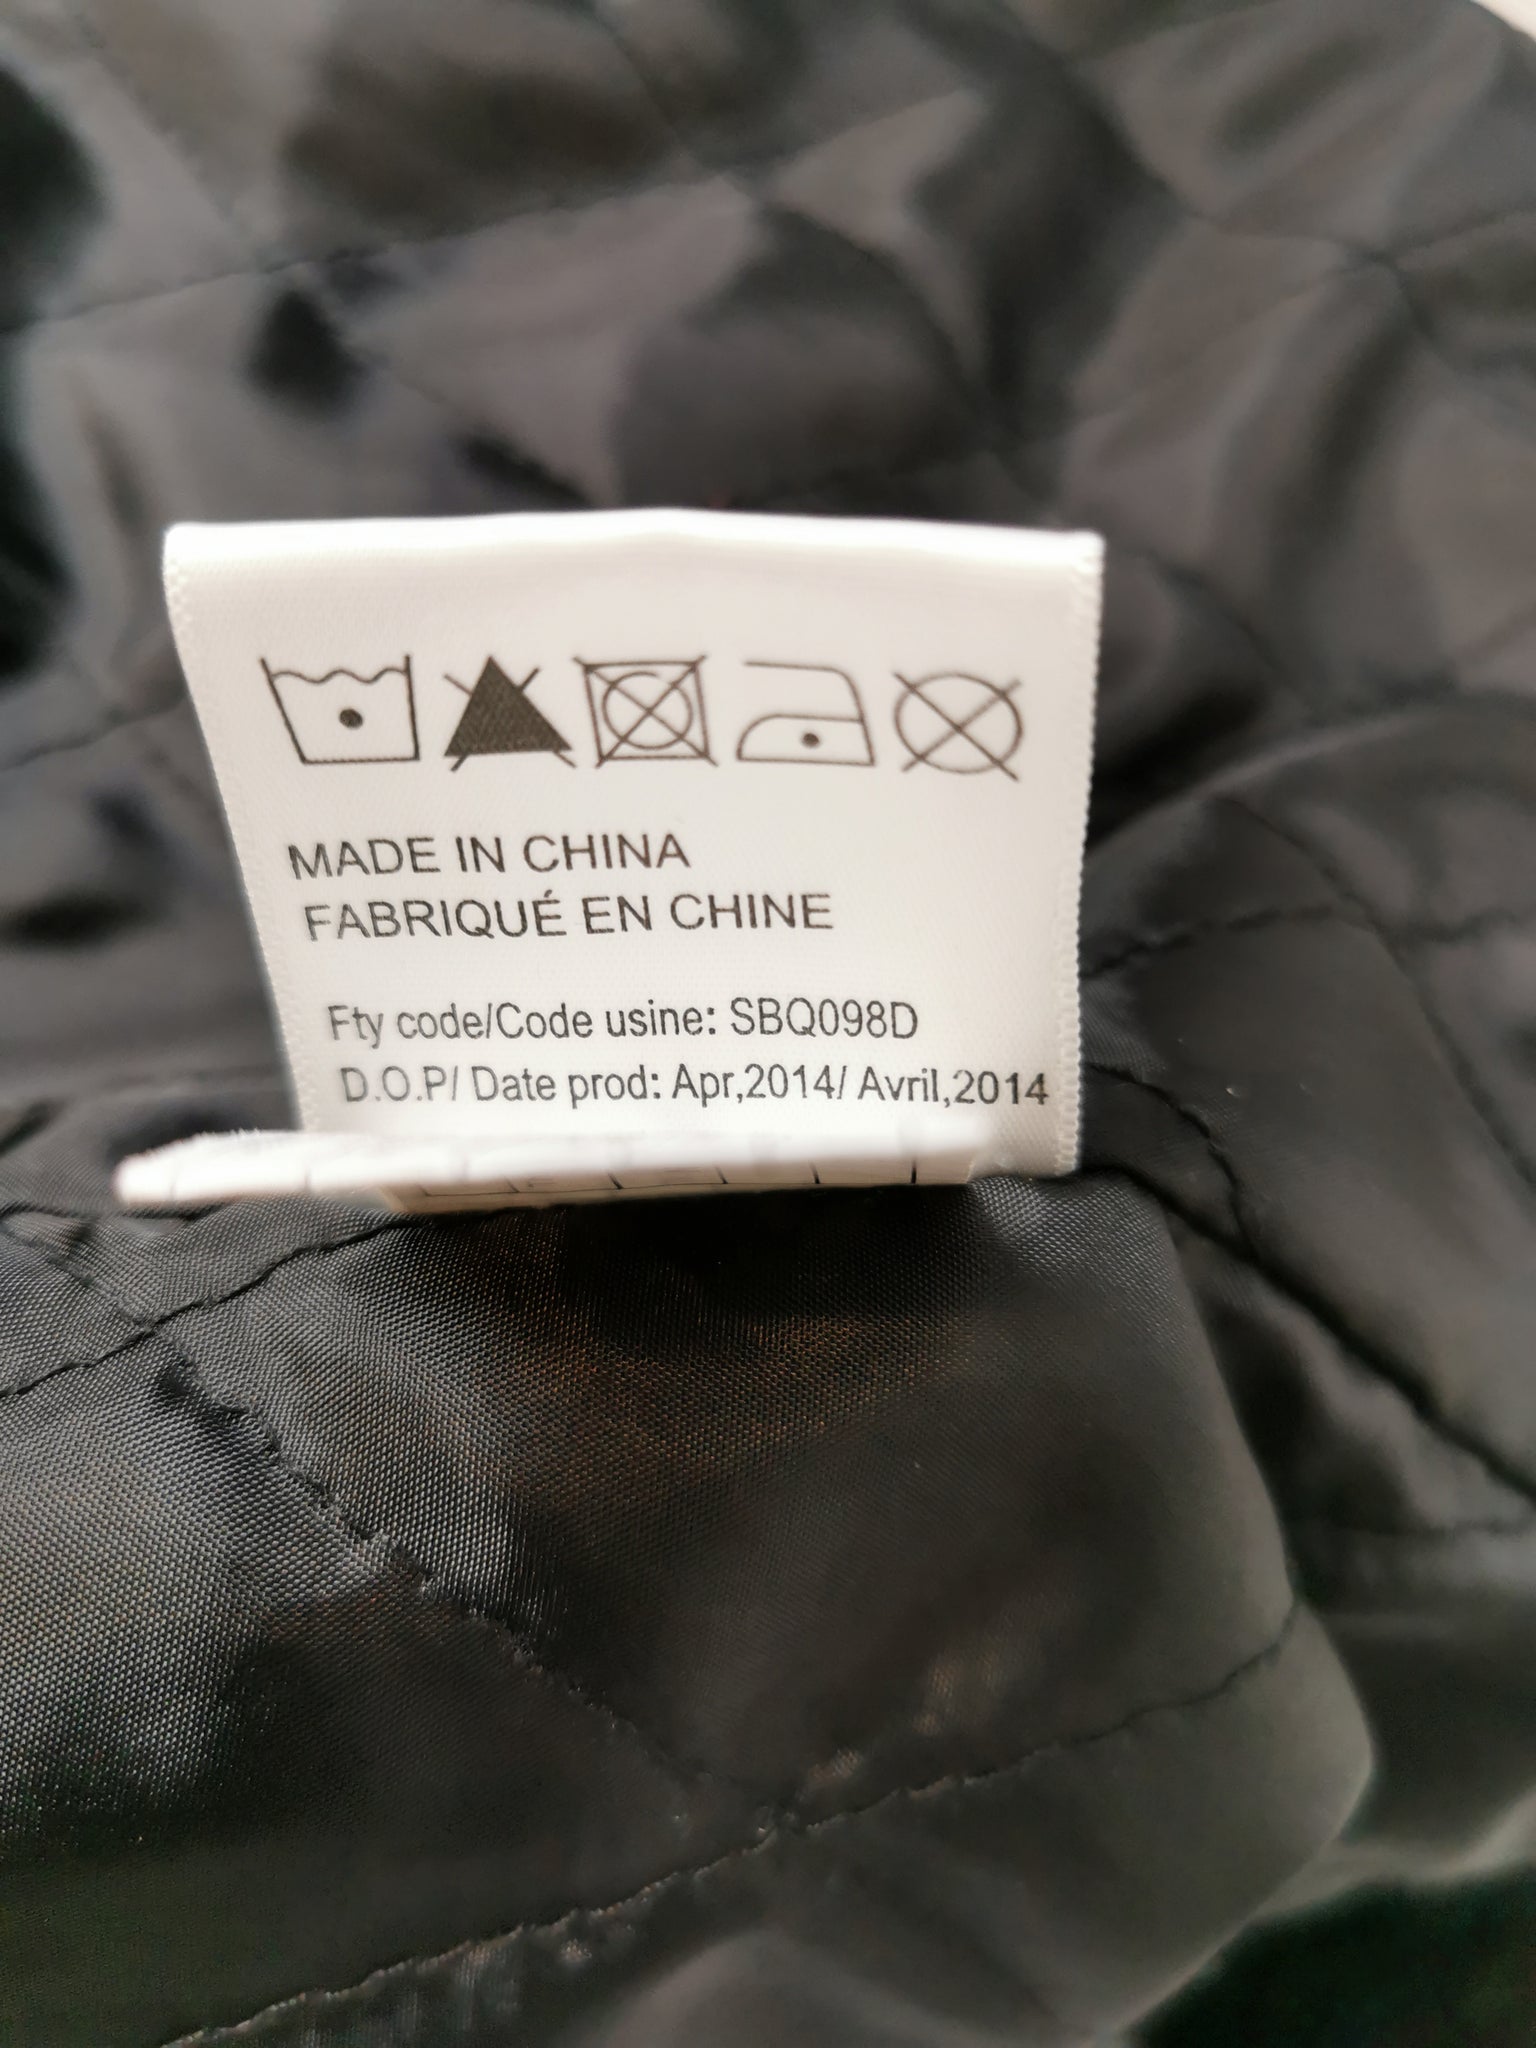 MADE IN CHINA
FABRIQUÉ EN CHINE
Fty code/Code usine: SBQ098D
D.O.P/ Date prod: Apr,2014/ Avril,2014